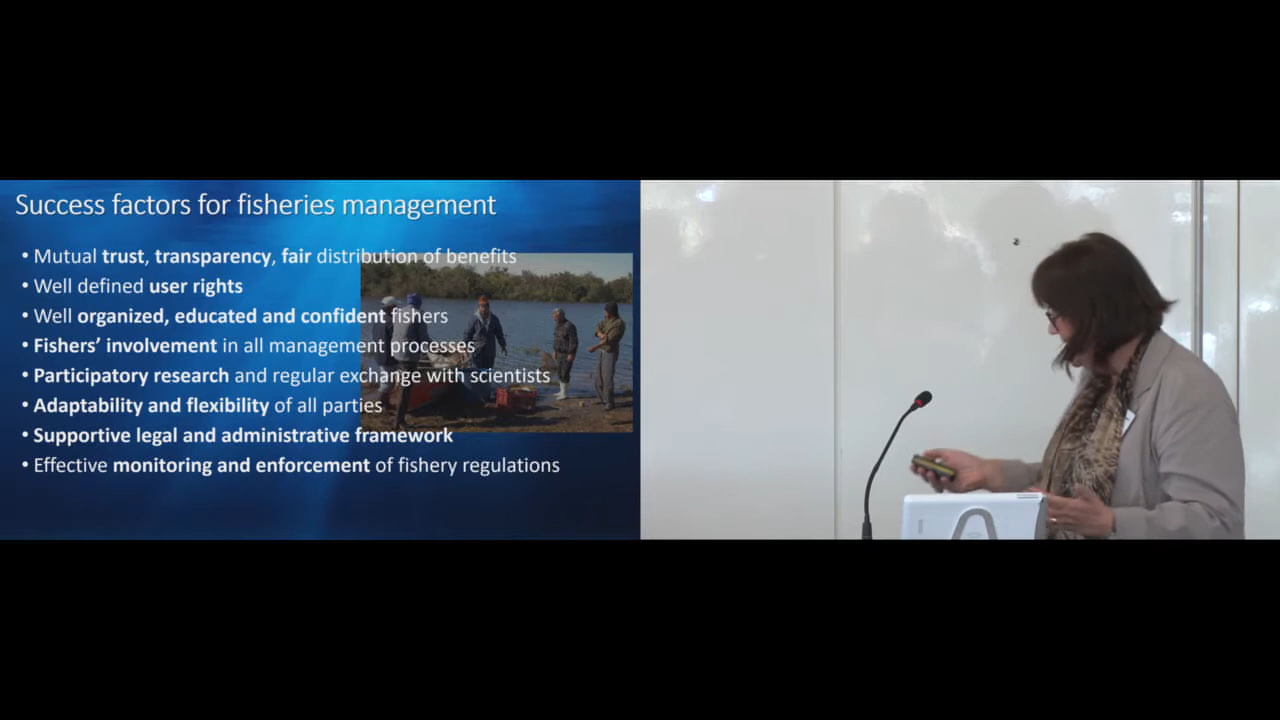 Success factors for fisheries management
• Mutual trust, transparency, fair distribution of benefits
• Well defined user rights
• Well organized, educated and confident fishers
• Fishers’ involvement in all management processes
• Participatory research and regular exchange with scientists
• Adaptability and flexibility of all parties
• Supportive legal and administrative framework
• Effective monitoring and enforcement of fishery regulations